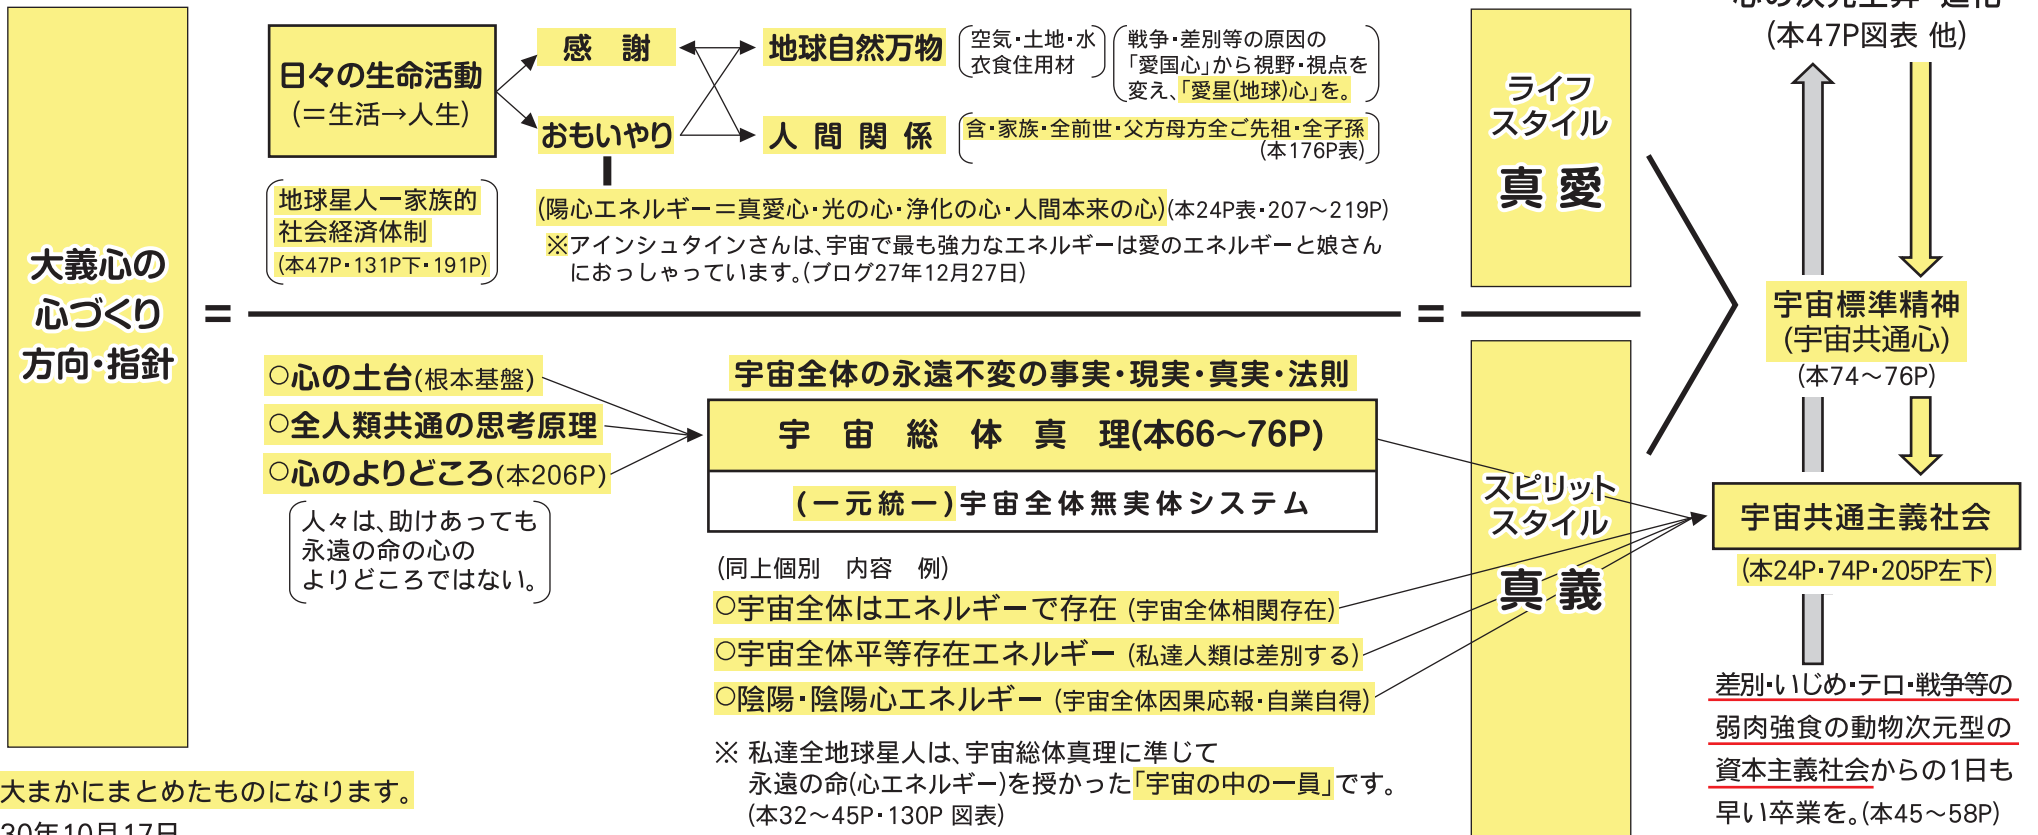 大義心の
心づくり
方向・指針
=
日々の生命活動
(＝生活→人生)
感 謝
おもいやり
地球自然万物
人間関係
空気・土地・水
衣食住用材
戦争・差別等の原因の
「愛国心」から視野・視点を
変え、「愛星(地球)心」を。
含・家族・全前世・父方母方全ご先祖・全子孫
(本176P表)
地球星人一家族的
社会経済体制
(本47P・131P下・191P)
(陽心エネルギー＝真愛心・光の心・浄化の心・人間本来の心)(本24P表・207〜219P)
※アインシュタインさんは、宇宙で最も強力なエネルギーは愛のエネルギーと娘さん
におっしゃっています。(ブログ27年12月27日)
○心の土台(根本基盤)
○全人類共通の思考原理
○心のよりどころ(本206P)
人々は、助けあっても
永遠の命の心の
よりどころではない。
宇宙全体の永遠不変の事実・現実・真実・法則
宇宙総体真理(本66〜76P)
(一元統一)宇宙全体無実体システム
(同上個別 内容 例)
○宇宙全体はエネルギーで存在 (宇宙全体相関存在)
○宇宙全体平等存在エネルギー (私達人類は差別する)
○陰陽・陰陽心エネルギー (宇宙全体因果応報・自業自得)
※ 私達全地球星人は、宇宙総体真理に準じて
永遠の命(心エネルギー)を授かった「宇宙の中の一員」です。
(本32〜45P・130P 図表)
=
ライフ
スタイル
真愛
スピリット
スタイル
真義
心の次元上昇・進化
(本47P図表 他)
宇宙標準精神
(宇宙共通心)
(本74〜76P)
宇宙共通主義社会
(本24P・74P・205P左下)
差別・いじめ・テロ・戦争等の
弱肉強食の動物次元型の
資本主義社会からの1日も
早い卒業を。(本45〜58P)
大まかにまとめたものになります。
30年10月17日